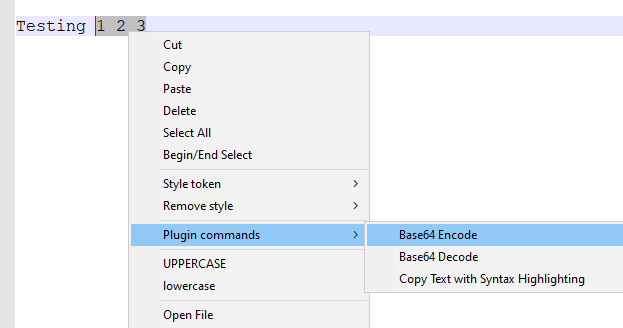 Testing 1 2 3
Cut
Copy
Paste
Delete
Select All
Begin/End Select
Style token
Remove style
Plugin commands
Base64 Encode
Base64 Decode
Copy Text with Syntax Highlighting
UPPERCASE
lowercase
Open File